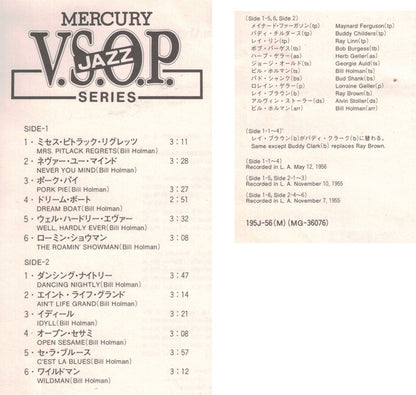 MERCURY
V.S.O.P.
JAZZ
SERIES
SIDE-1
1・ミセス・ピトラック・リグレッツ 3:11
MRS. PITLACK REGRETS(Bill Holman)
2・ネヴァー・ユー・マインド 3:28
NEVER YOU MIND(Bill Holman)
3・ポーク・パイ
PORK PIE(Bill Holman) 3:27
4・ドリーム・ボート 2:51
DREAM BOAT(Bill Holman)
5・ウェル・ハードリー・エヴァー 3:32
WELL, HARDLY EVER(Bill Holman)
6・ローミン・ショウマン 3:08
THE ROAMIN' SHOWMAN(Bill Holman)
SIDE-2
1・ダンシング・ナイトリー 3:47
DANCING NIGHTLY(Bill Holman)
2・エイント・ライフ・グランド 3:14
AIN'T LIFE GRAND(Bill Holman)
3・イディール 3:21
IDYLL(Bill Holman)
4・オープン・セサミ 3:08
OPEN SESAME(Bill Holman)
5・セ・ラ・ブルース 3:57
C'EST LA BLUES(Bill Holman)
6・ワイルドマン 3:12
WILDMAN(Bill Holman)
(Side 1-5, 6, Side 2)
メイナード・ファーガソン(tp) Maynard Ferguson(tp)
バディ・チルダース(tp) Buddy Childers(tp)
レイ・リン(tp) Ray Linn(tp)
ボブ・バージェス(tb) Bob Burgess(tb)
ハーブ・ゲラー(as) Herb Geller(as)
ジョージ・オールド(ts) Georgie Auld(ts)
ビル・ホルマン(ts) Bill Holman(ts)
バド・シャンク(bs) Bud Shank(bs)
ロレイン・ゲラー(p) Lorraine Geller(p)
レイ・ブラウン(b) Ray Brown(b)
アルヴィン・ストーラー(ds) Alvin Stoller(ds)
ビル・ホルマン(arr) Bill Holman(arr)
(Side 1-1~4)
レイ・ブラウン(b)がバディ・クラーク(b)に替わる。
Same except Buddy Clark(b) replaces Ray Brown.
(Side 1-1~4)
Recorded in L. A. May 12, 1956
(Side 1-5, Side 2-1~3)
Recorded in L. A. November 10, 1955
(Side 1-6, Side 2-4~6)
Recorded in L. A. November 7, 1955
195J-56(M) (MG-36076)